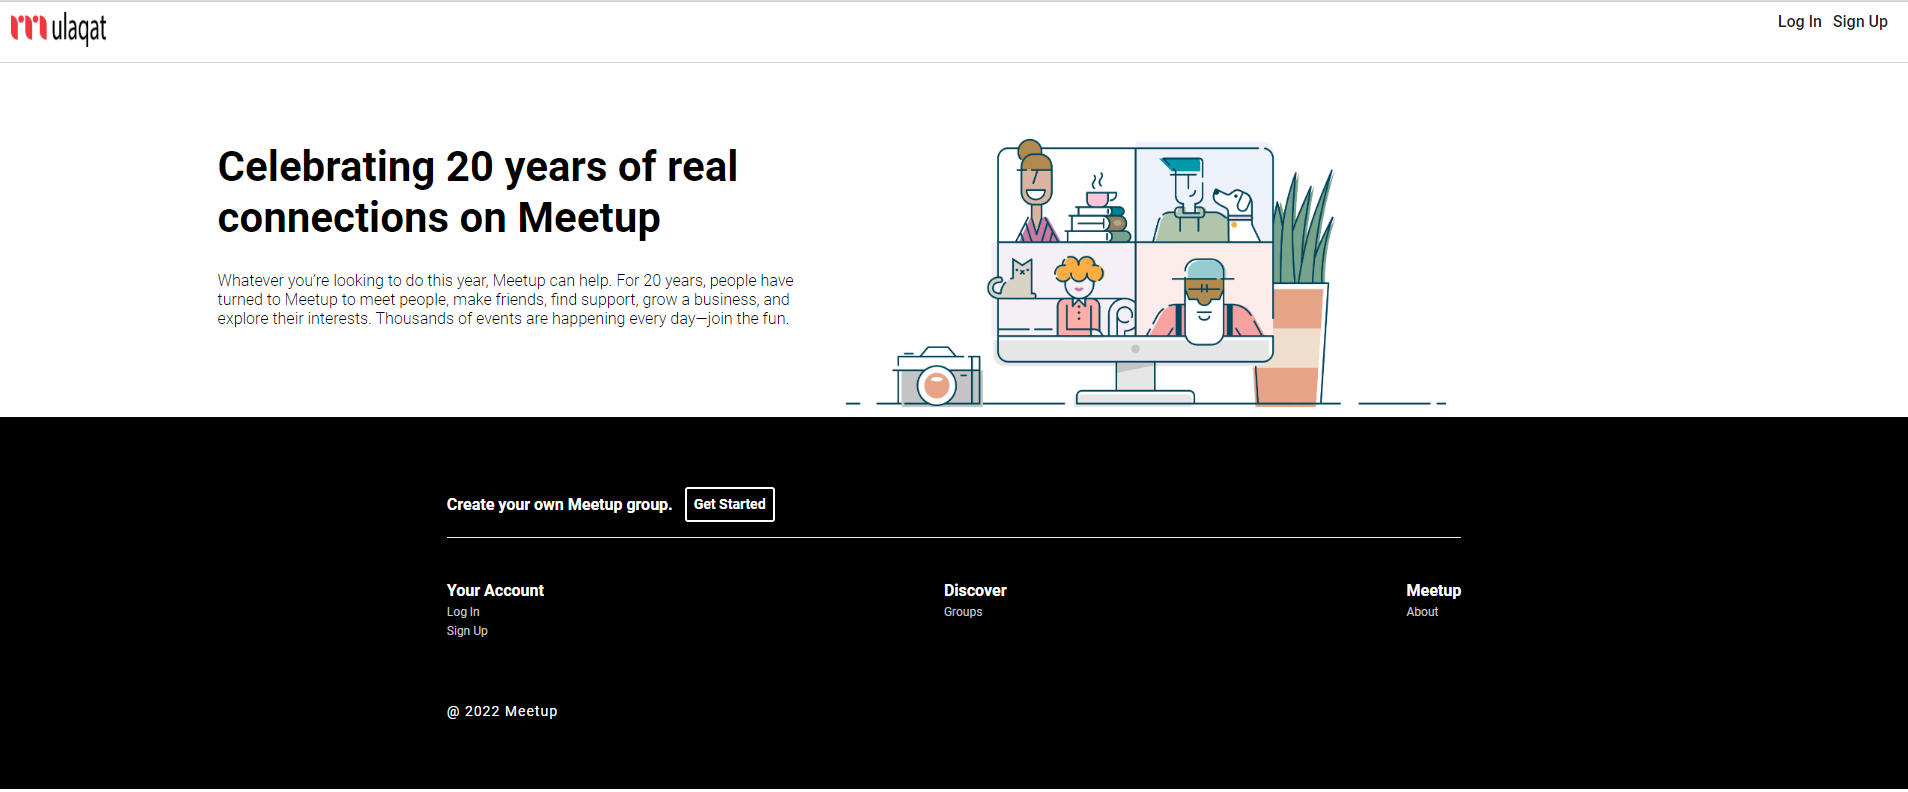 mulaqat
Log In Sign Up
Celebrating 20 years of real
connections on Meetup
Whatever you’re looking to do this year, Meetup can help. For 20 years, people have
turned to Meetup to meet people, make friends, find support, grow a business, and
explore their interests. Thousands of events are happening every day—join the fun.
Create your own Meetup group. Get Started
Your Account
Log In
Sign Up
Discover
Groups
Meetup
About
@ 2022 Meetup